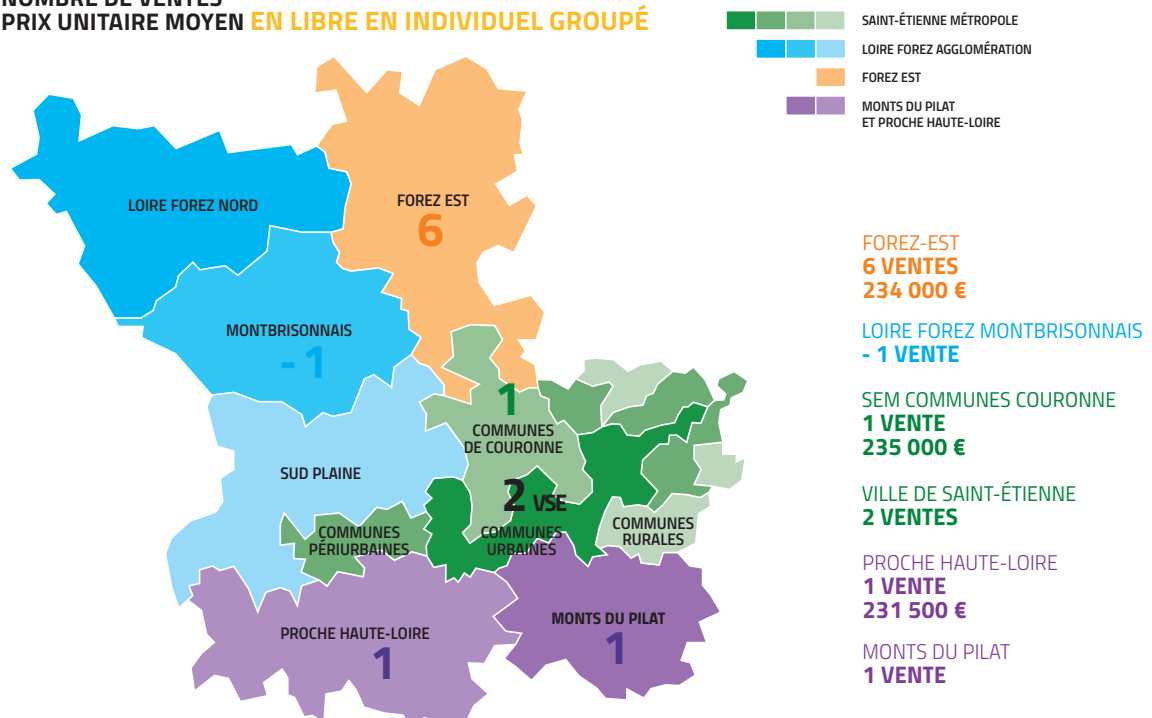 NOMBRE DE VENTES
PRIX UNITAIRE MOYEN EN LIBRE EN INDIVIDUEL GROUPÉ
SAINT-ÉTIENNE MÉTROPOLE
LOIRE FOREZ AGGLOMÉRATION
FOREZ EST
MONTS DU PILAT
ET PROCHE HAUTE-LOIRE
LOIRE FOREZ NORD
FOREZ EST
6
MONTBRISONNAIS
- 1
1
COMMUNES
DE COURONNE
SUD PLAINE
2 VSE
COMMUNES
PÉRIURBAINES
COMMUNES
URBAINES
COMMUNES
RURALES
PROCHE HAUTE-LOIRE
1
MONTS DU PILAT
1
FOREZ-EST
6 VENTES
234 000 €
LOIRE FOREZ MONTBRISONNAIS
- 1 VENTE
SEM COMMUNES COURONNE
1 VENTE
235 000 €
VILLE DE SAINT-ÉTIENNE
2 VENTES
PROCHE HAUTE-LOIRE
1 VENTE
231 500 €
MONTS DU PILAT
1 VENTE